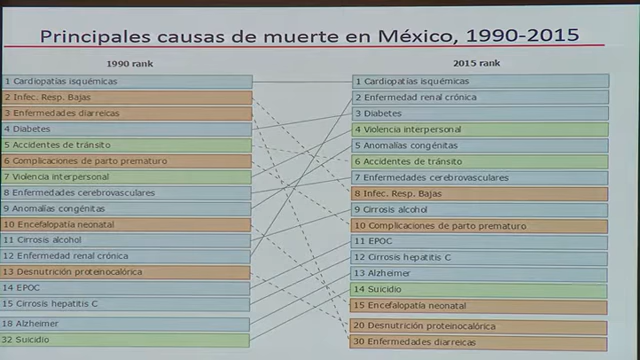 Principales causas de muerte en México, 1990-2015
1990 rank
1 Cardiopatías isquémicas
2 Infec. Resp. Bajas
3 Enfermedades diarreicas
4 Diabetes
5 Accidentes de tránsito
6 Complicaciones de parto prematuro
7 Violencia interpersonal
8 Enfermedades cerebrovasculares
9 Anomalías congénitas
10 Encefalopatía neonatal
11 Cirrosis alcohol
12 Enfermedad renal crónica
13 Desnutrición proteinocalórica
14 EPOC
15 Cirrosis hepatitis C
18 Alzheimer
32 Suicidio
2015 rank
1 Cardiopatías isquémicas
2 Enfermedad renal crónica
3 Diabetes
4 Violencia interpersonal
5 Anomalías congénitas
6 Accidentes de tránsito
7 Enfermedades cerebrovasculares
8 Infec. Resp. Bajas
9 Cirrosis alcohol
10 Complicaciones de parto prematuro
11 EPOC
12 Cirrosis hepatitis C
13 Alzheimer
14 Suicidio
15 Encefalopatía neonatal
20 Desnutrición proteinocalórica
30 Enfermedades diarreicas